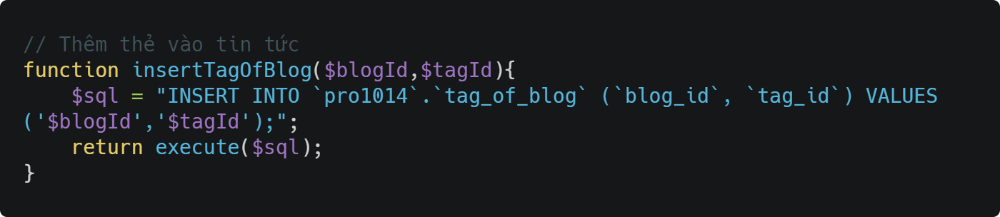 // Thêm thẻ vào tin tức
function insertTagOfBlog($blogId,$tagId){
    $sql = "INSERT INTO `pro1014`.`tag_of_blog` (`blog_id`, `tag_id`) VALUES
('$blogId','$tagId');";
    return execute($sql);
}